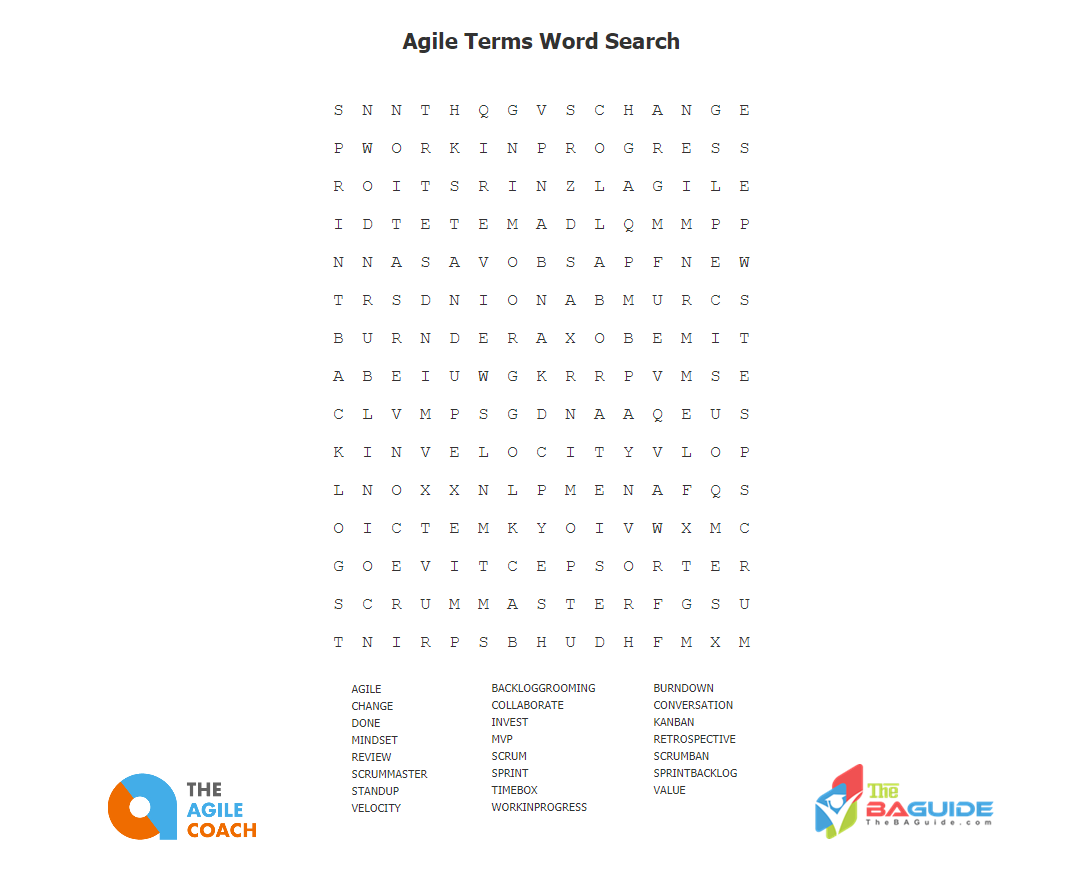 Agile Terms Word Search
S N N T H Q G V S C H A N G E
P W O R K I N P R O G R E S S
R O I T S R I N Z L A G I L E
I D T E T E M A D L Q M M P P
N N A S A V O B S A P F N E W
T R S D N I O N A B M U R C S
B U R N D E R A X O B E M I T
A B E I U W G K R R P V M S E
C L V M P S G D N A A Q E U S
K I N V E L O C I T Y V L O P
L N O X X N L P M E N A F Q S
O I C T E M K Y O I V W X M C
G O E V I T C E P S O R T E R
S C R U M M A S T E R F G S U
T N I R P S B H U D H F M X M
AGILE BACKLOGGROOMING BURNDOWN
CHANGE COLLABORATE CONVERSATION
DONE INVEST KANBAN
MINDSET MVP RETROSPECTIVE
REVIEW SCRUM SCRUMBAN
SCRUMMASTER SPRINT SPRINTBACKLOG
STANDUP TIMEBOX VALUE
VELOCITY WORKINPROGRESS
THE
AGILE
COACH
The
BAGUIDE
TheBAGuide.com